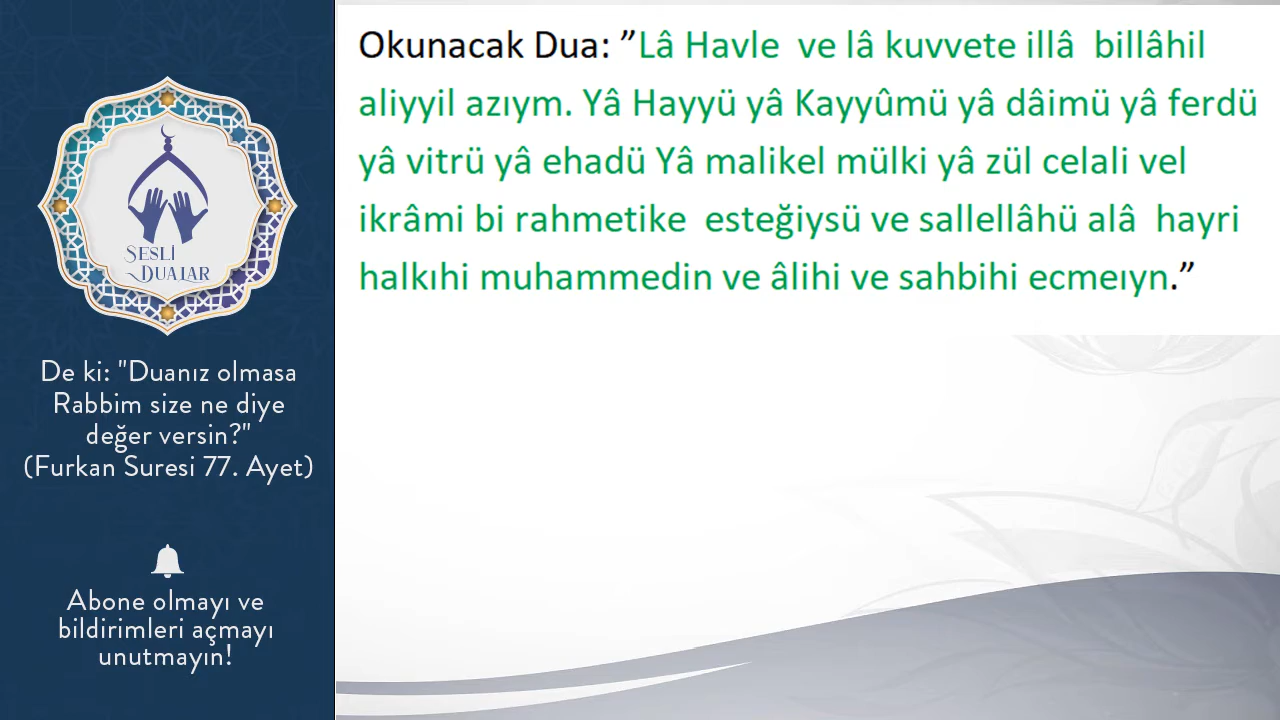 SESLİ
DUALAR
De ki: "Duanız olmasa
Rabbim size ne diye
değer versin?"
(Furkan Suresi 77. Ayet)
Abone olmayı ve
bildirimleri açmayı
unutmayın!
Okunacak Dua: ”Lâ Havle ve lâ kuvvete illâ billâhil
aliyyil azıym. Yâ Hayyü yâ Kayyûmü yâ dâimü yâ ferdü
yâ vitrü yâ ehadü Yâ malikel mülki yâ zül celali vel
ikrâmi bi rahmetike esteğiysü ve sallellâhü alâ hayri
halkıhi muhammedin ve âlihi ve sahbihi ecmeıyn.”